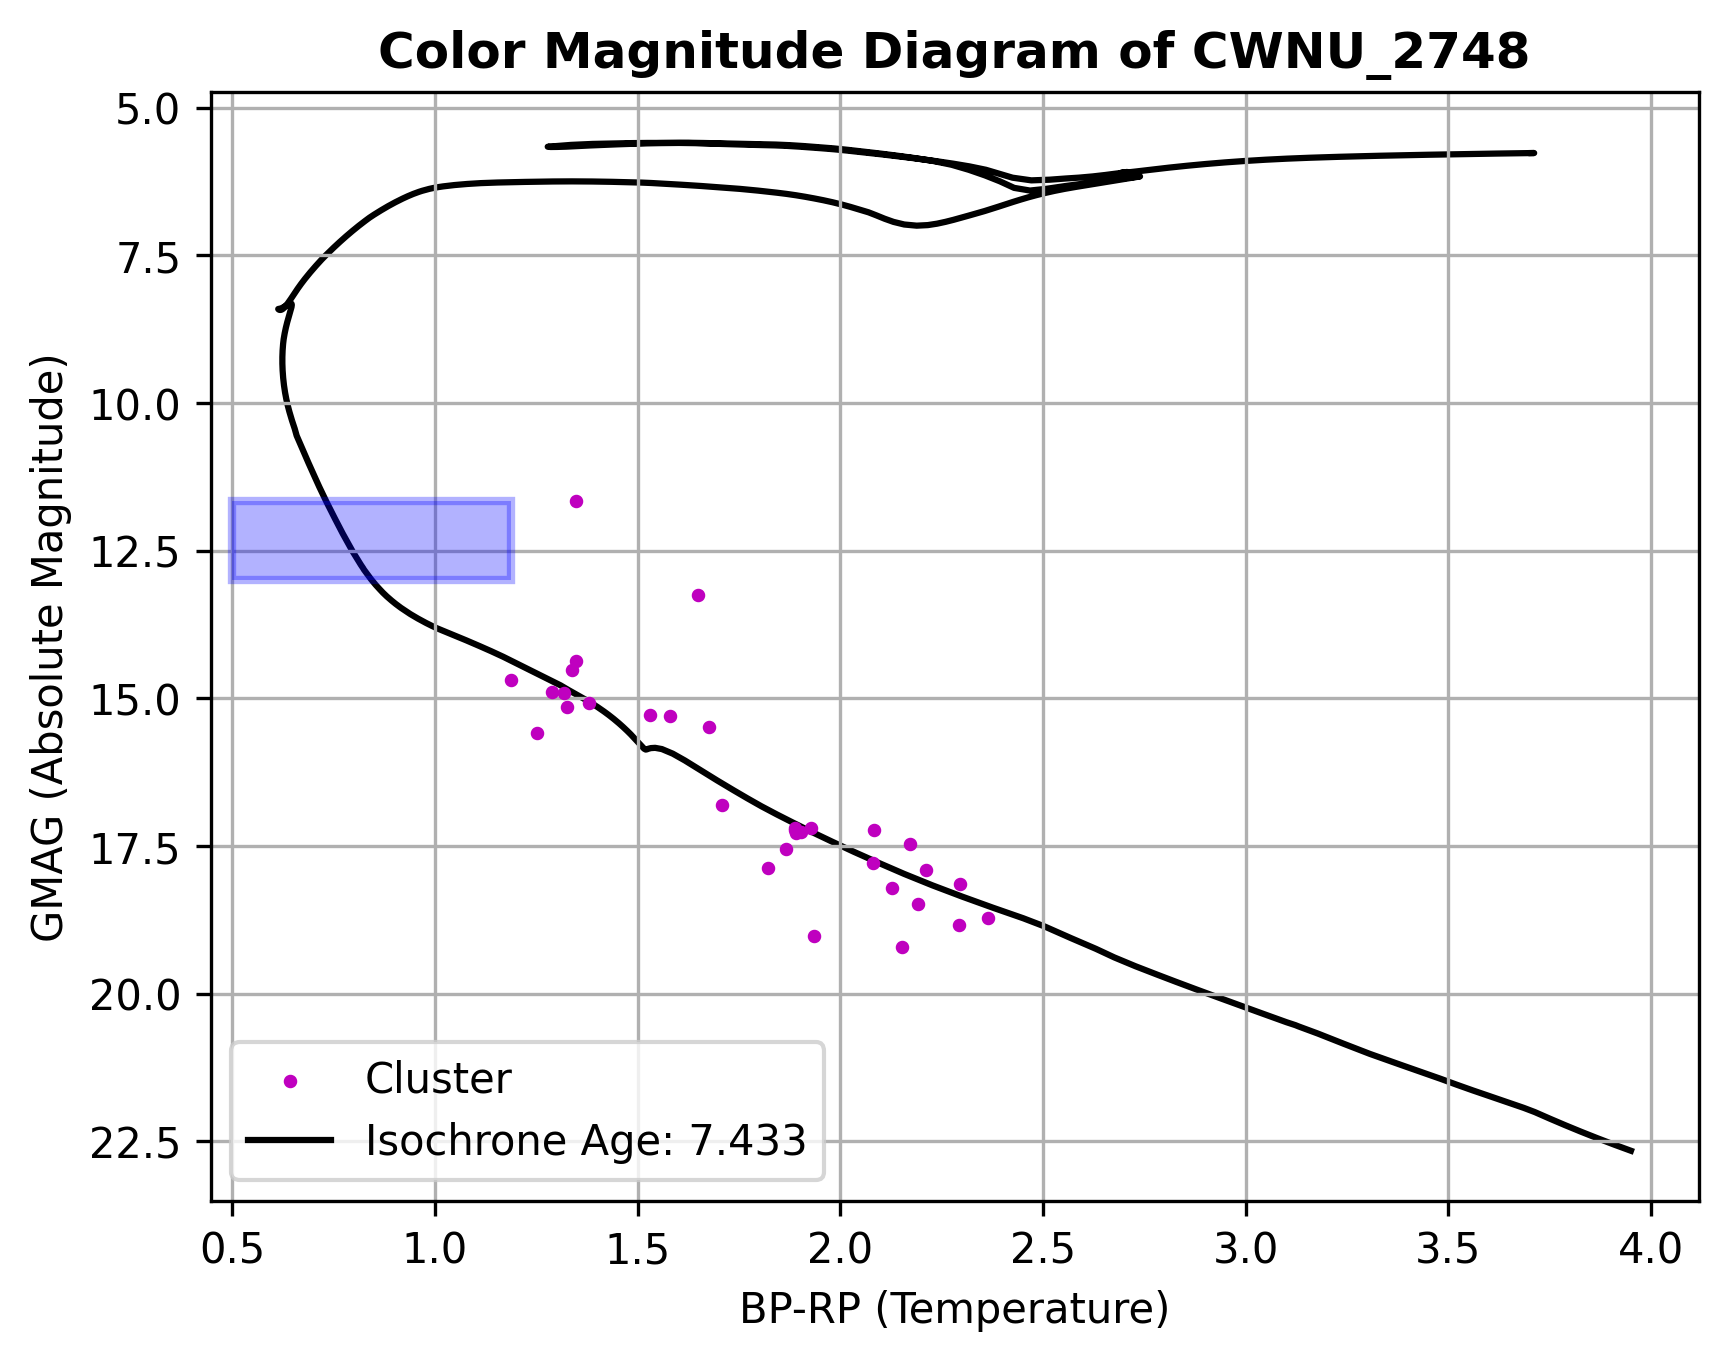 Color Magnitude Diagram of CWNU_2748
GMAG (Absolute Magnitude)
5.0
7.5
10.0
12.5
15.0
17.5
20.0
22.5
Cluster
Isochrone Age: 7.433
0.5 1.0 1.5 2.0 2.5 3.0 3.5 4.0
BP-RP (Temperature)